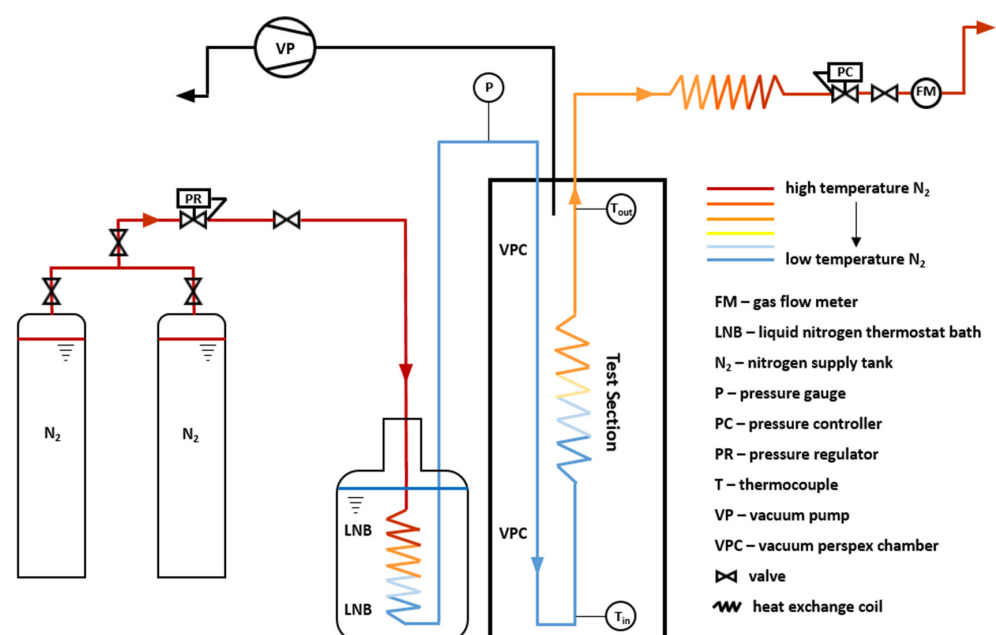 VP
P
PC
FM
PR
T_out
VPC
high temperature N₂
low temperature N₂
FM – gas flow meter
LNB – liquid nitrogen thermostat bath
N₂ – nitrogen supply tank
P – pressure gauge
PC – pressure controller
PR – pressure regulator
T – thermocouple
VP – vacuum pump
VPC – vacuum perspex chamber
valve
heat exchange coil
Test Section
N₂
N₂
LNB
VPC
LNB
T_in